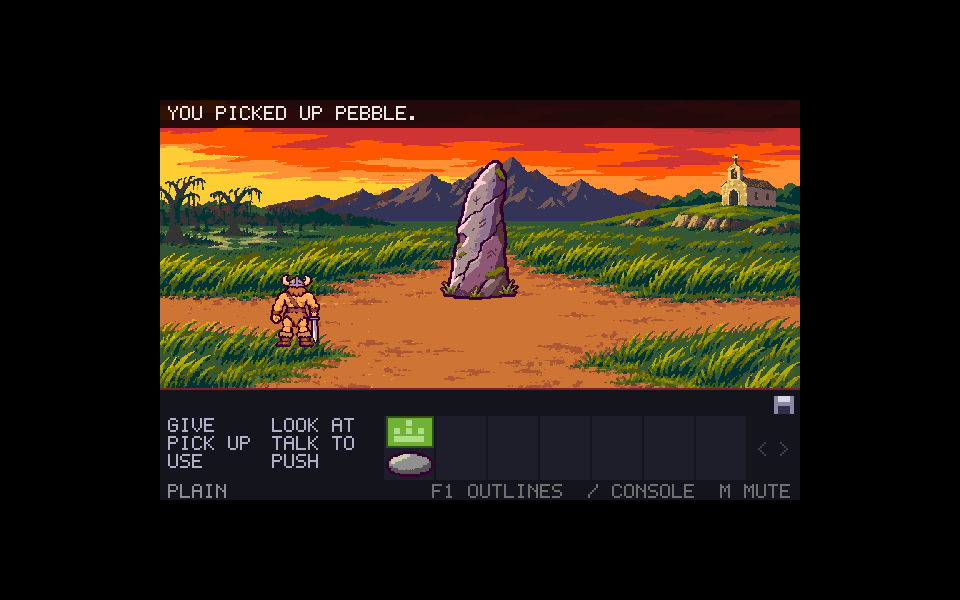 YOU PICKED UP PEBBLE.
GIVE LOOK AT
PICK UP TALK TO
USE PUSH
PLAIN F1 OUTLINES / CONSOLE M MUTE